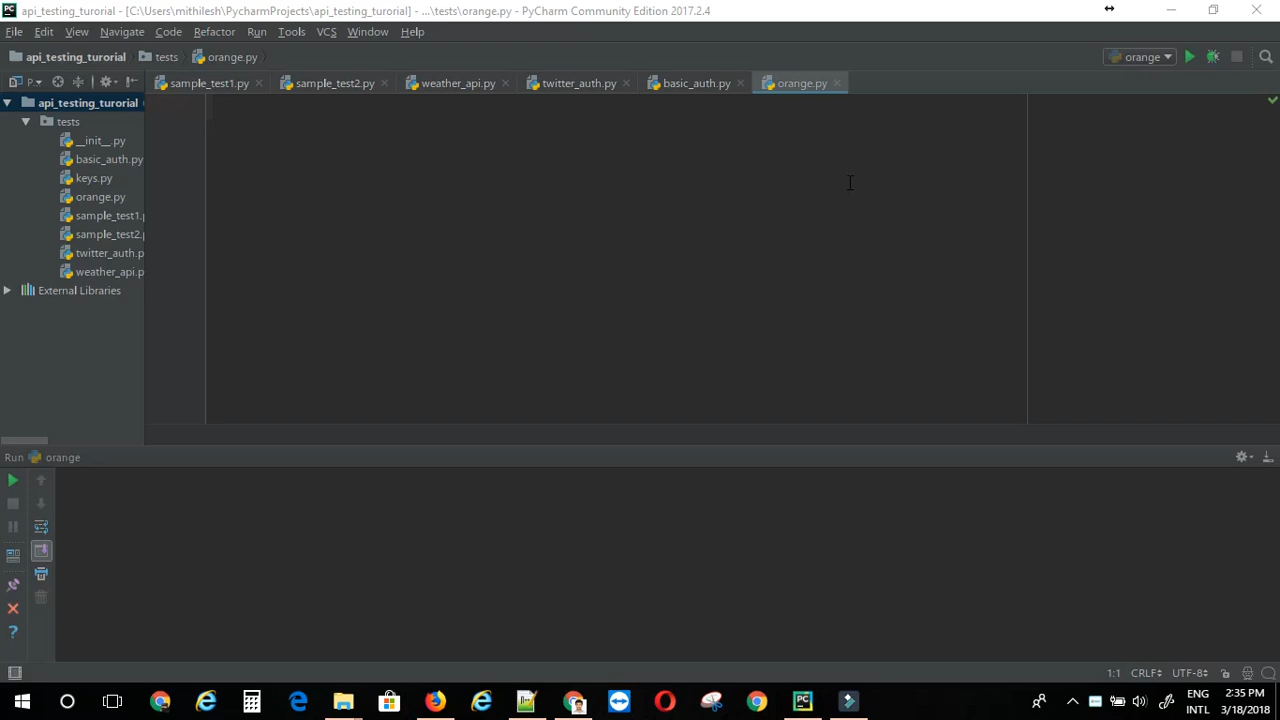 api_testing_turorial - [C:\Users\mithilesh\PycharmProjects\api_testing_turorial] - ...\tests\orange.py - PyCharm Community Edition 2017.2.4
File Edit View Navigate Code Refactor Run Tools VCS Window Help
api_testing_turorial tests orange.py orange
P.. sample_test1.py sample_test2.py weather_api.py twitter_auth.py basic_auth.py orange.py
api_testing_turorial
tests
__init__.py
basic_auth.py
keys.py
orange.py
sample_test1.p
sample_test2.p
twitter_auth.p
weather_api.p
External Libraries
Run orange
1:1 CRLF UTF-8
ENG 2:35 PM
INTL 3/18/2018